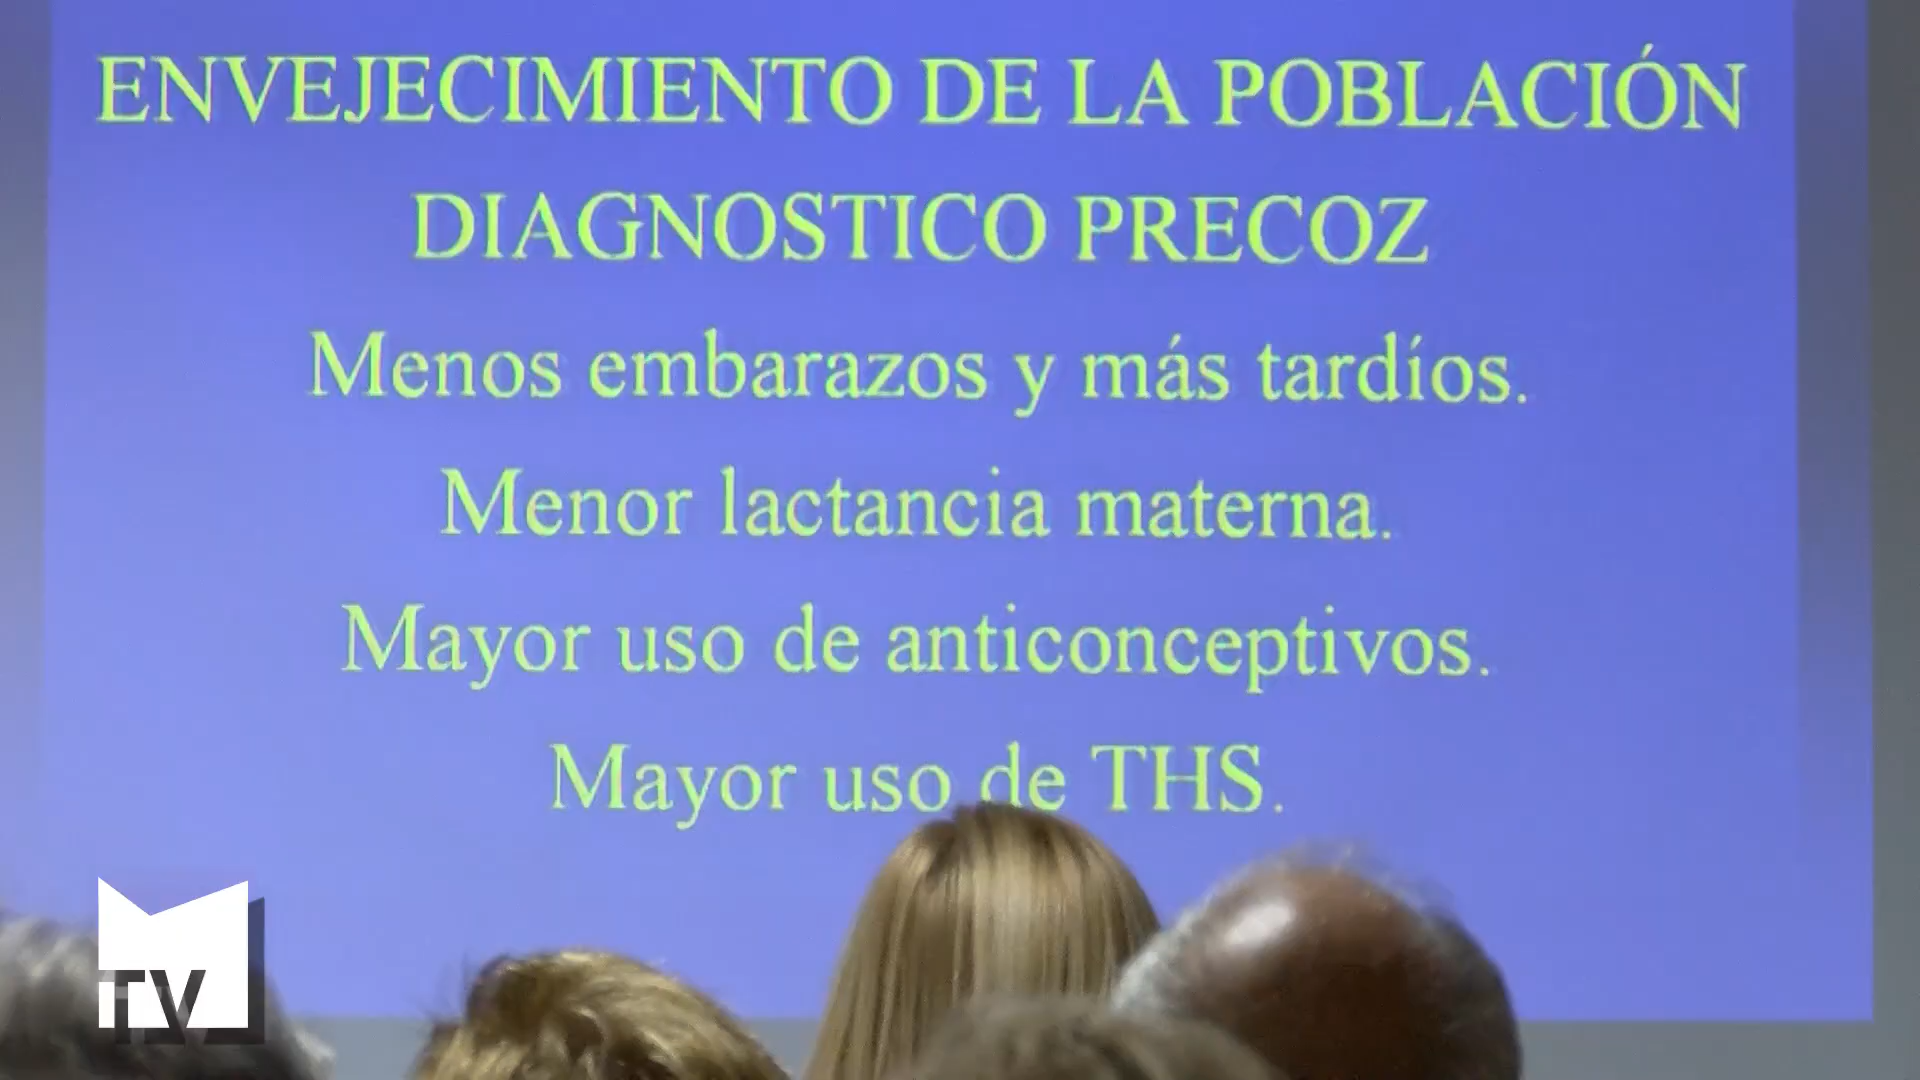 ENVEJECIMIENTO DE LA POBLACIÓN
DIAGNOSTICO PRECOZ
Menos embarazos y más tardíos.
Menor lactancia materna.
Mayor uso de anticonceptivos.
Mayor uso de THS.
TV